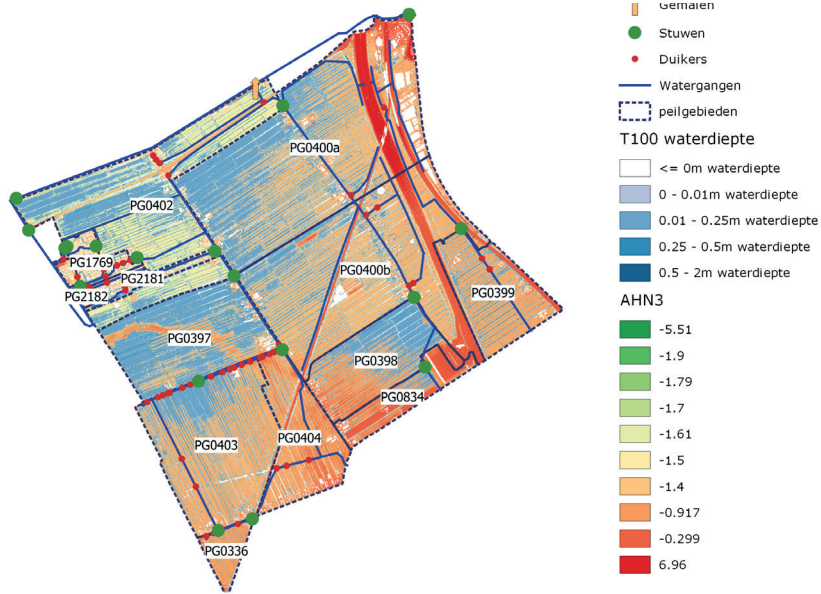 Gemalen
Stuwen
Duikers
Watergangen
peilgebieden
T100 waterdiepte
<= 0m waterdiepte
0 - 0.01m waterdiepte
0.01 - 0.25m waterdiepte
0.25 - 0.5m waterdiepte
0.5 - 2m waterdiepte
AHN3
-5.51
-1.9
-1.79
-1.7
-1.61
-1.5
-1.4
-0.917
-0.299
6.96
PG0400a
PG0402
PG1769
PG2181
PG2182
PG0400b
PG0399
PG0397
PG0398
PG0834
PG0403
PG0404
PG0336